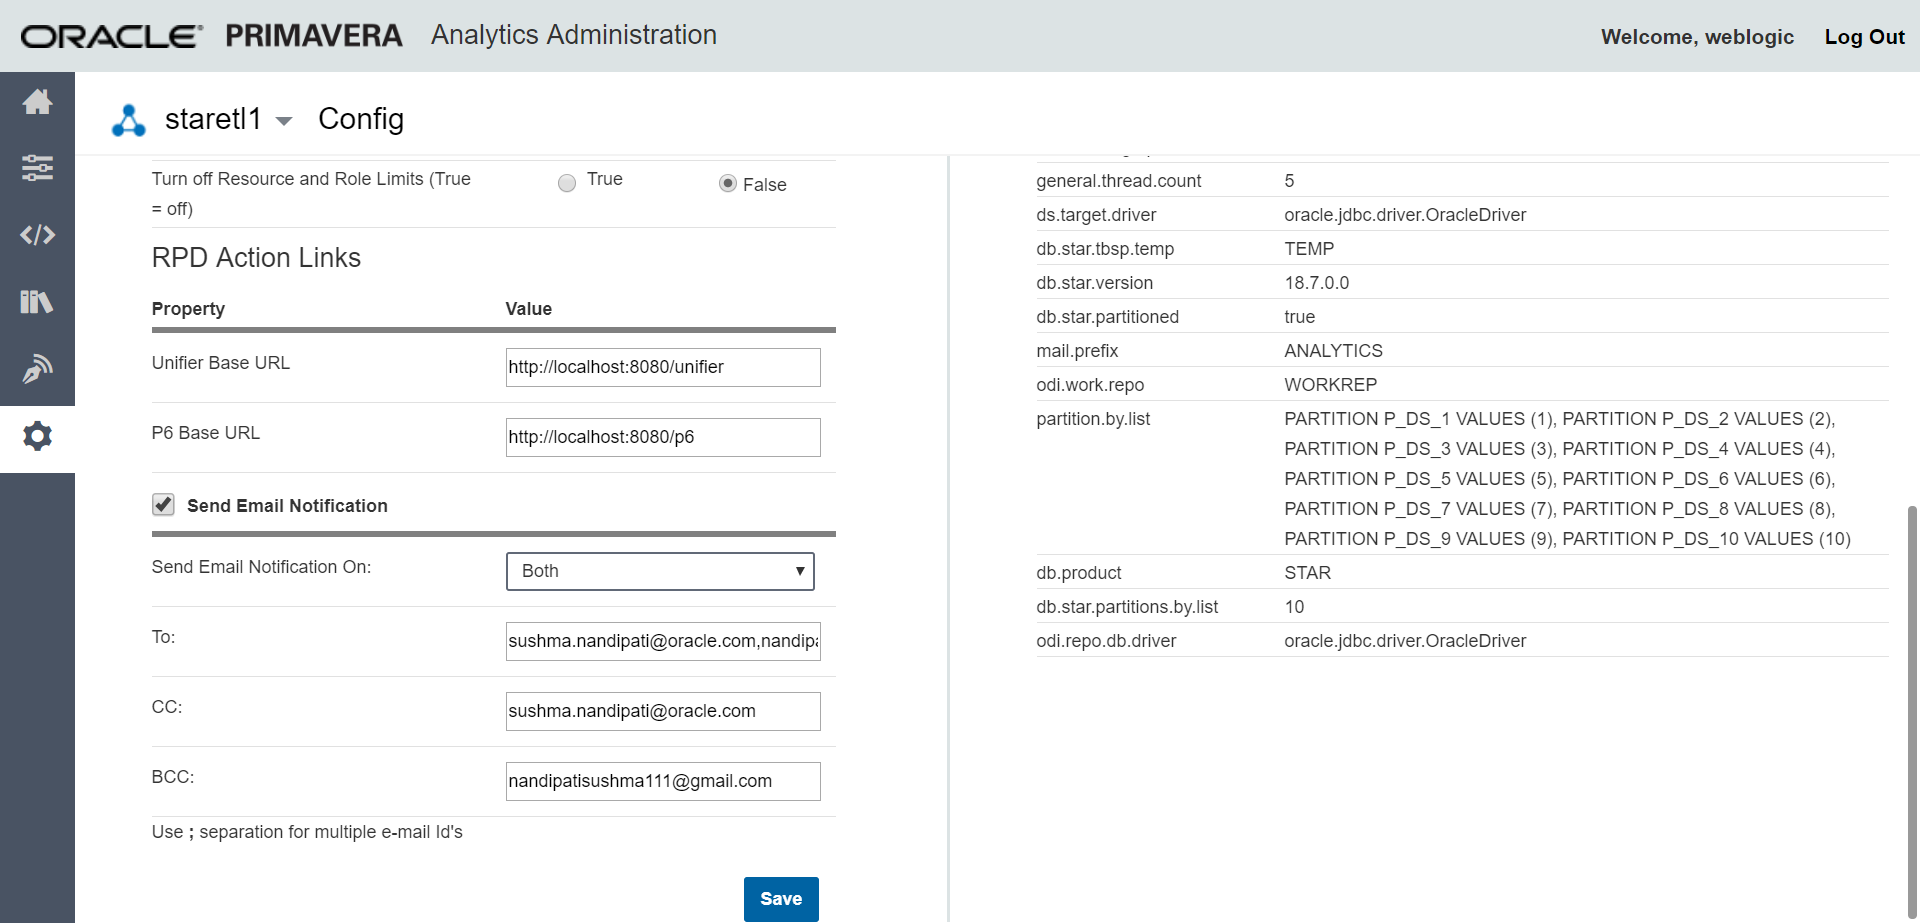 ORACLE PRIMAVERA Analytics Administration
Welcome, weblogic Log Out
staretl1 Config
Turn off Resource and Role Limits (True
= off)
True
False
RPD Action Links
Property Value
Unifier Base URL http://localhost:8080/unifier
P6 Base URL http://localhost:8080/p6
Send Email Notification
Send Email Notification On: Both
To: sushma.nandipati@oracle.com,nandipa
CC: sushma.nandipati@oracle.com
BCC: nandipatisushma111@gmail.com
Use ; separation for multiple e-mail Id's
Save
general.thread.count 5
ds.target.driver oracle.jdbc.driver.OracleDriver
db.star.tbsp.temp TEMP
db.star.version 18.7.0.0
db.star.partitioned true
mail.prefix ANALYTICS
odi.work.repo WORKREP
partition.by.list PARTITION P_DS_1 VALUES (1), PARTITION P_DS_2 VALUES (2),
PARTITION P_DS_3 VALUES (3), PARTITION P_DS_4 VALUES (4),
PARTITION P_DS_5 VALUES (5), PARTITION P_DS_6 VALUES (6),
PARTITION P_DS_7 VALUES (7), PARTITION P_DS_8 VALUES (8),
PARTITION P_DS_9 VALUES (9), PARTITION P_DS_10 VALUES (10)
db.product STAR
db.star.partitions.by.list 10
odi.repo.db.driver oracle.jdbc.driver.OracleDriver